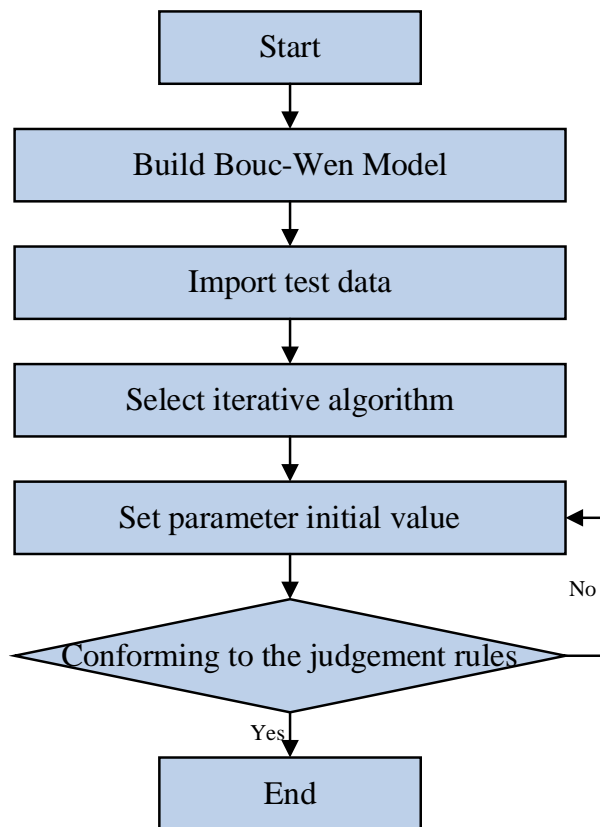 Start
Build Bouc-Wen Model
Import test data
Select iterative algorithm
Set parameter initial value
No
Conforming to the judgement rules
Yes
End